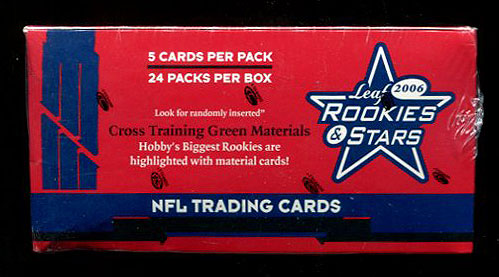 5 CARDS PER PACK
24 PACKS PER BOX
Look for randomly inserted"
Cross Training Green Materials
Hobby's Biggest Rookies are
highlighted with material cards!
Leaf 2006
ROOKIES
& STARS
NFL TRADING CARDS